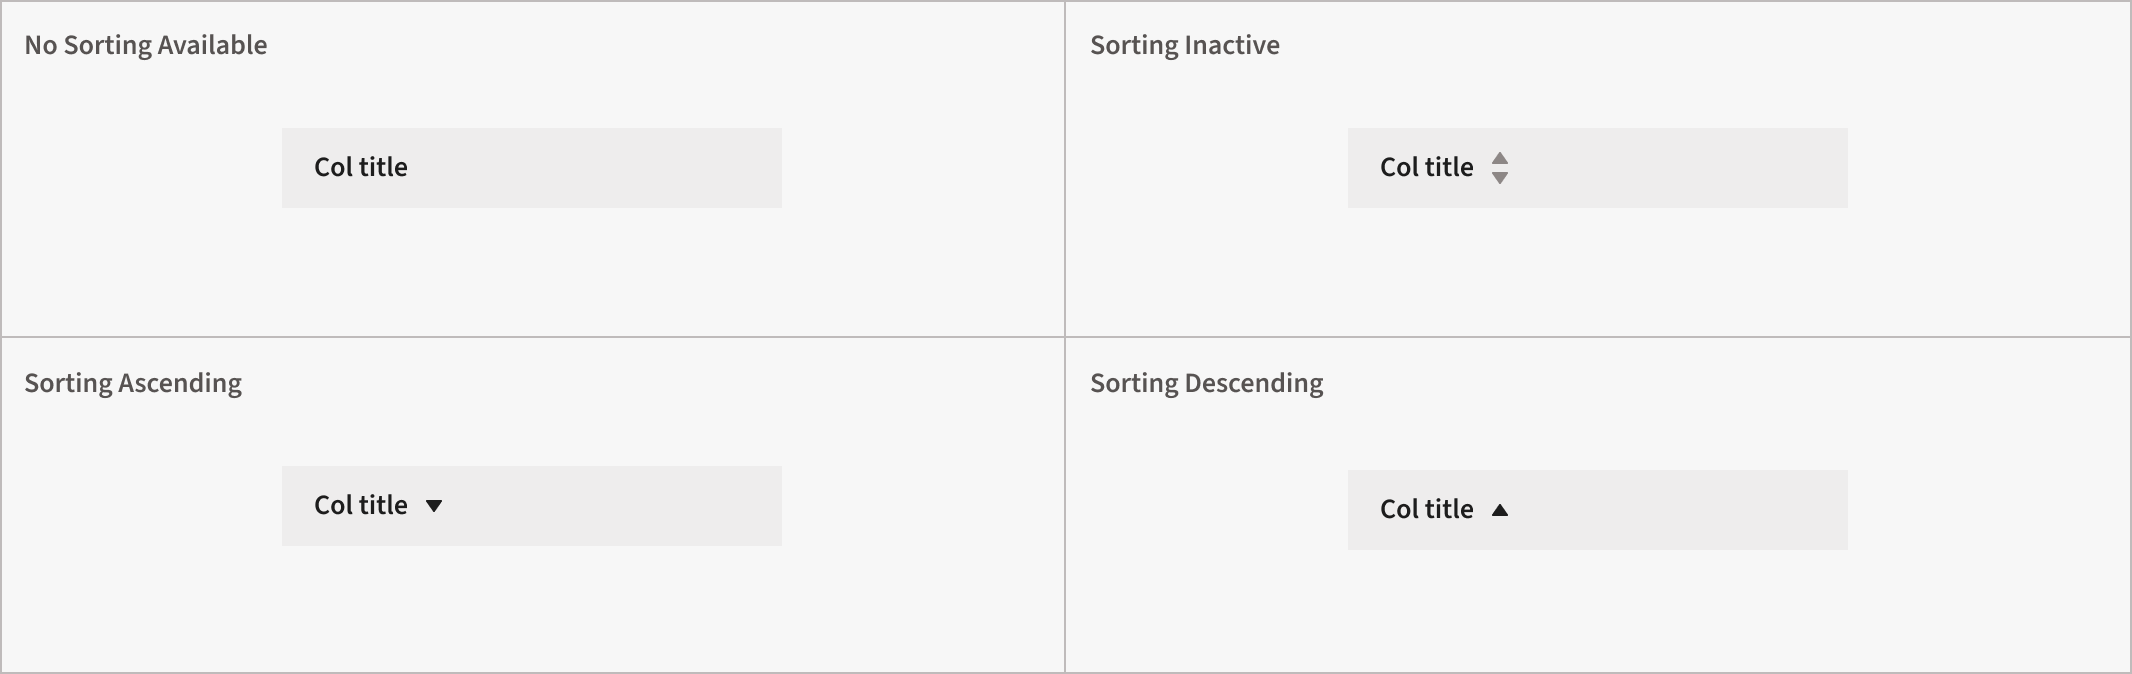 No Sorting Available
Col title
Sorting Inactive
Col title
Sorting Ascending
Col title
Sorting Descending
Col title